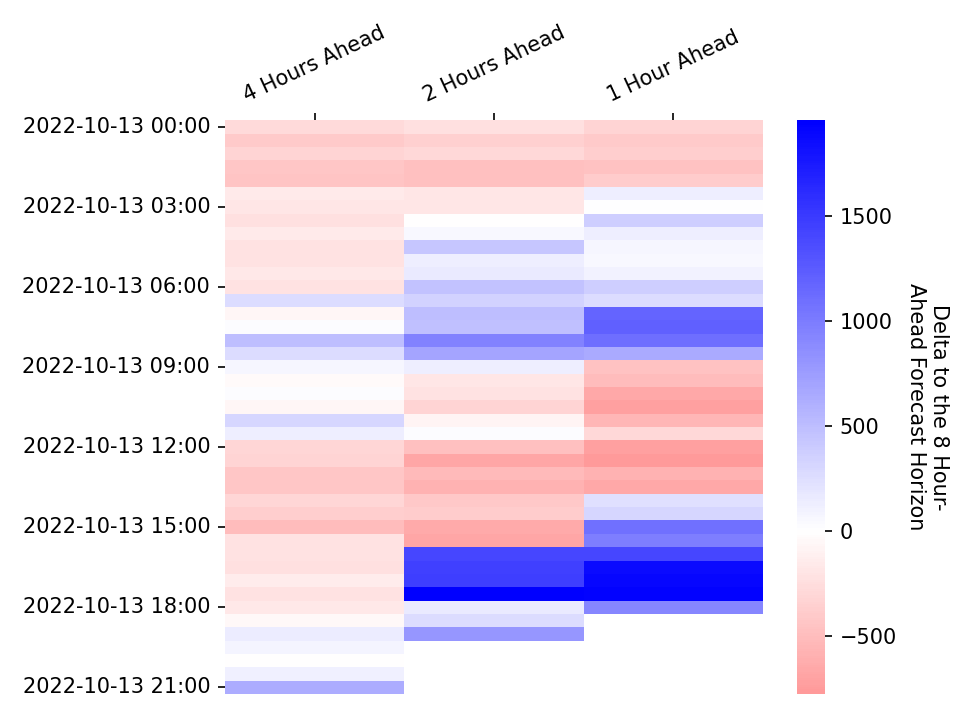 4 Hours Ahead
2 Hours Ahead
1 Hour Ahead
2022-10-13 00:00
2022-10-13 03:00
2022-10-13 06:00
2022-10-13 09:00
2022-10-13 12:00
2022-10-13 15:00
2022-10-13 18:00
2022-10-13 21:00
1500
1000
500
0
−500
Delta to the 8 Hour-
Ahead Forecast Horizon